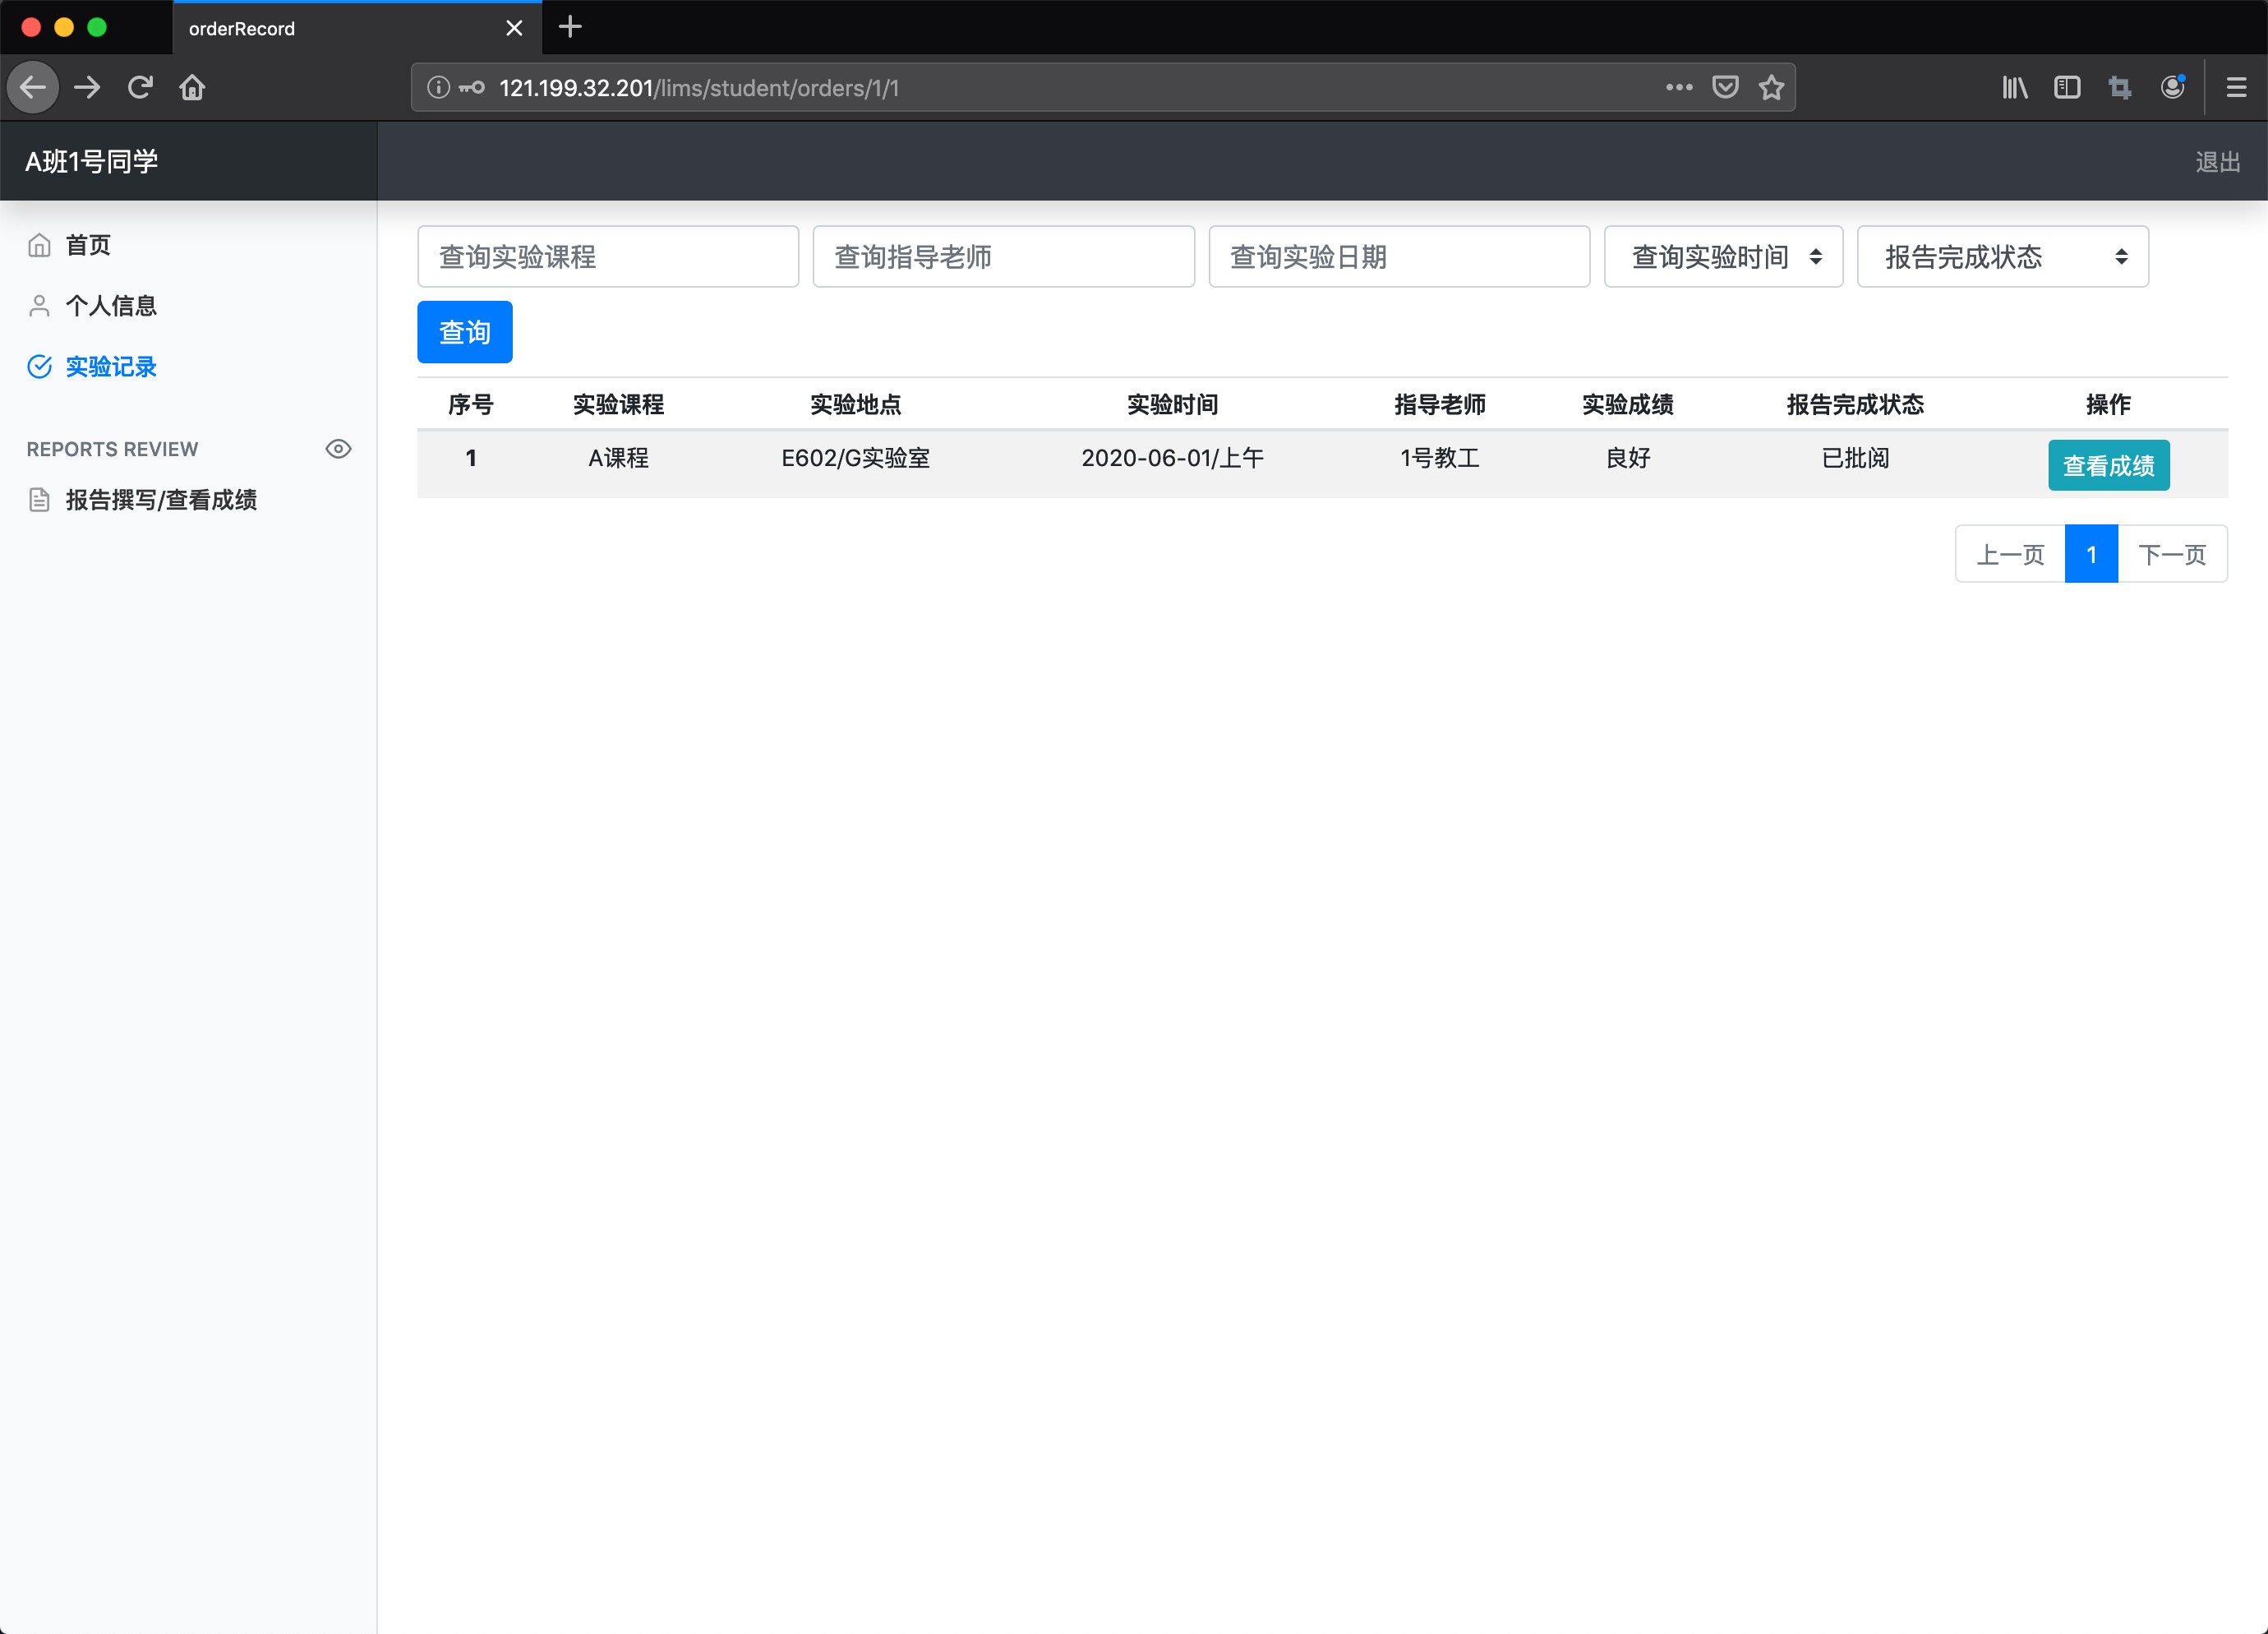 orderRecord
121.199.32.201/lims/student/orders/1/1
A班1号同学
退出
首页
个人信息
实验记录
REPORTS REVIEW
报告撰写/查看成绩
查询实验课程 查询指导老师 查询实验日期 查询实验时间 报告完成状态
查询
序号 实验课程 实验地点 实验时间 指导老师 实验成绩 报告完成状态 操作
1 A课程 E602/G实验室 2020-06-01/上午 1号教工 良好 已批阅 查看成绩
上一页 1 下一页